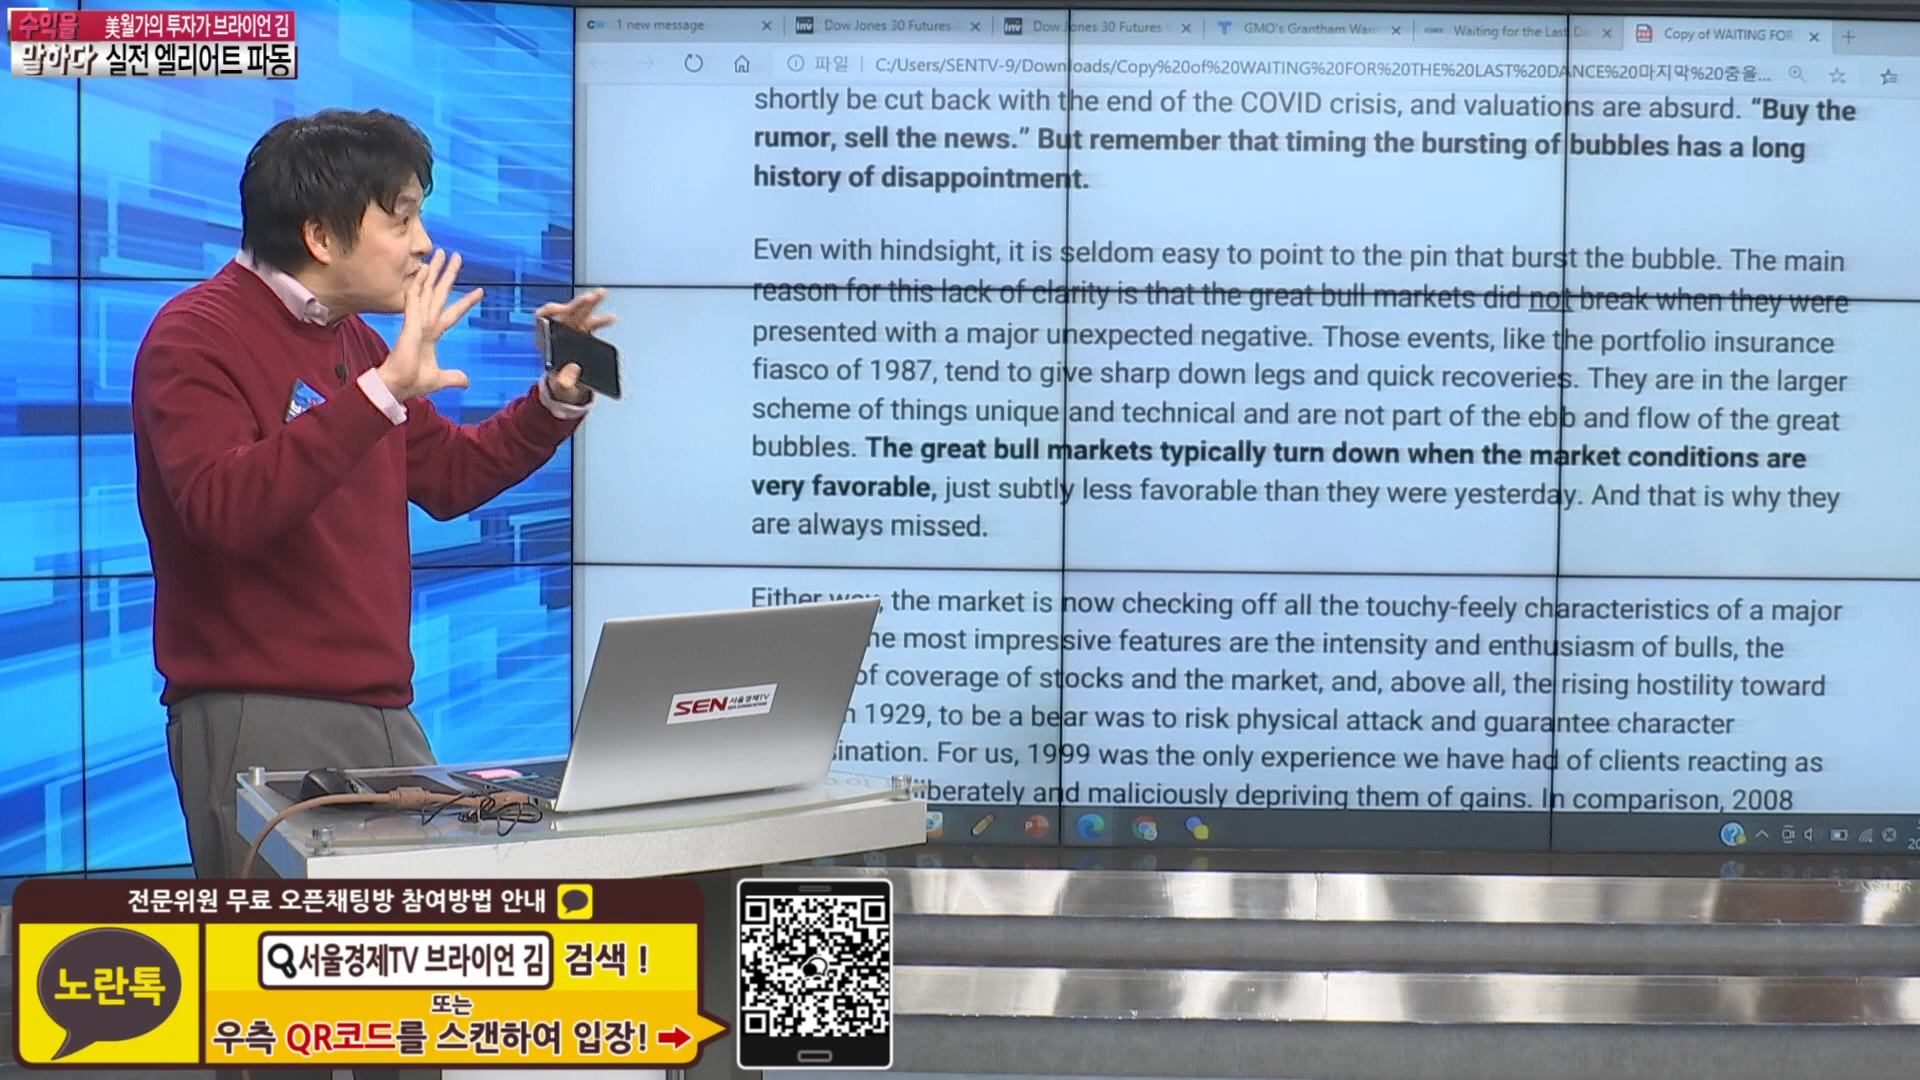 수익을
말하다
美월가의 투자가 브라이언 김
실전 엘리어트 파동
1 new message
Dow Jones 30 Futures
Dow Jones 30 Futures
GMO's Grantham Warn
Waiting for the Last Da
Copy of WAITING FOR
파일 | C:/Users/SENTV-9/Downloads/Copy%20of%20WAITING%20FOR%20THE%20LAST%20DANCE%20마지막%20춤을...
shortly be cut back with the end of the COVID crisis, and valuations are absurd. “Buy the
rumor, sell the news.” But remember that timing the bursting of bubbles has a long
history of disappointment.
Even with hindsight, it is seldom easy to point to the pin that burst the bubble. The main
reason for this lack of clarity is that the great bull markets did not break when they were
presented with a major unexpected negative. Those events, like the portfolio insurance
fiasco of 1987, tend to give sharp down legs and quick recoveries. They are in the larger
scheme of things unique and technical and are not part of the ebb and flow of the great
bubbles. The great bull markets typically turn down when the market conditions are
very favorable, just subtly less favorable than they were yesterday. And that is why they
are always missed.
Either way, the market is now checking off all the touchy-feely characteristics of a major
most impressive features are the intensity and enthusiasm of bulls, the
of coverage of stocks and the market, and, above all, the rising hostility toward
1929, to be a bear was to risk physical attack and guarantee character
ination. For us, 1999 was the only experience we have had of clients reacting as
berately and maliciously depriving them of gains. In comparison, 2008
SEN 서울경제TV
전문위원 무료 오픈채팅방 참여방법 안내
노란톡
서울경제TV 브라이언 김 검색 !
또는
우측 QR코드를 스캔하여 입장!